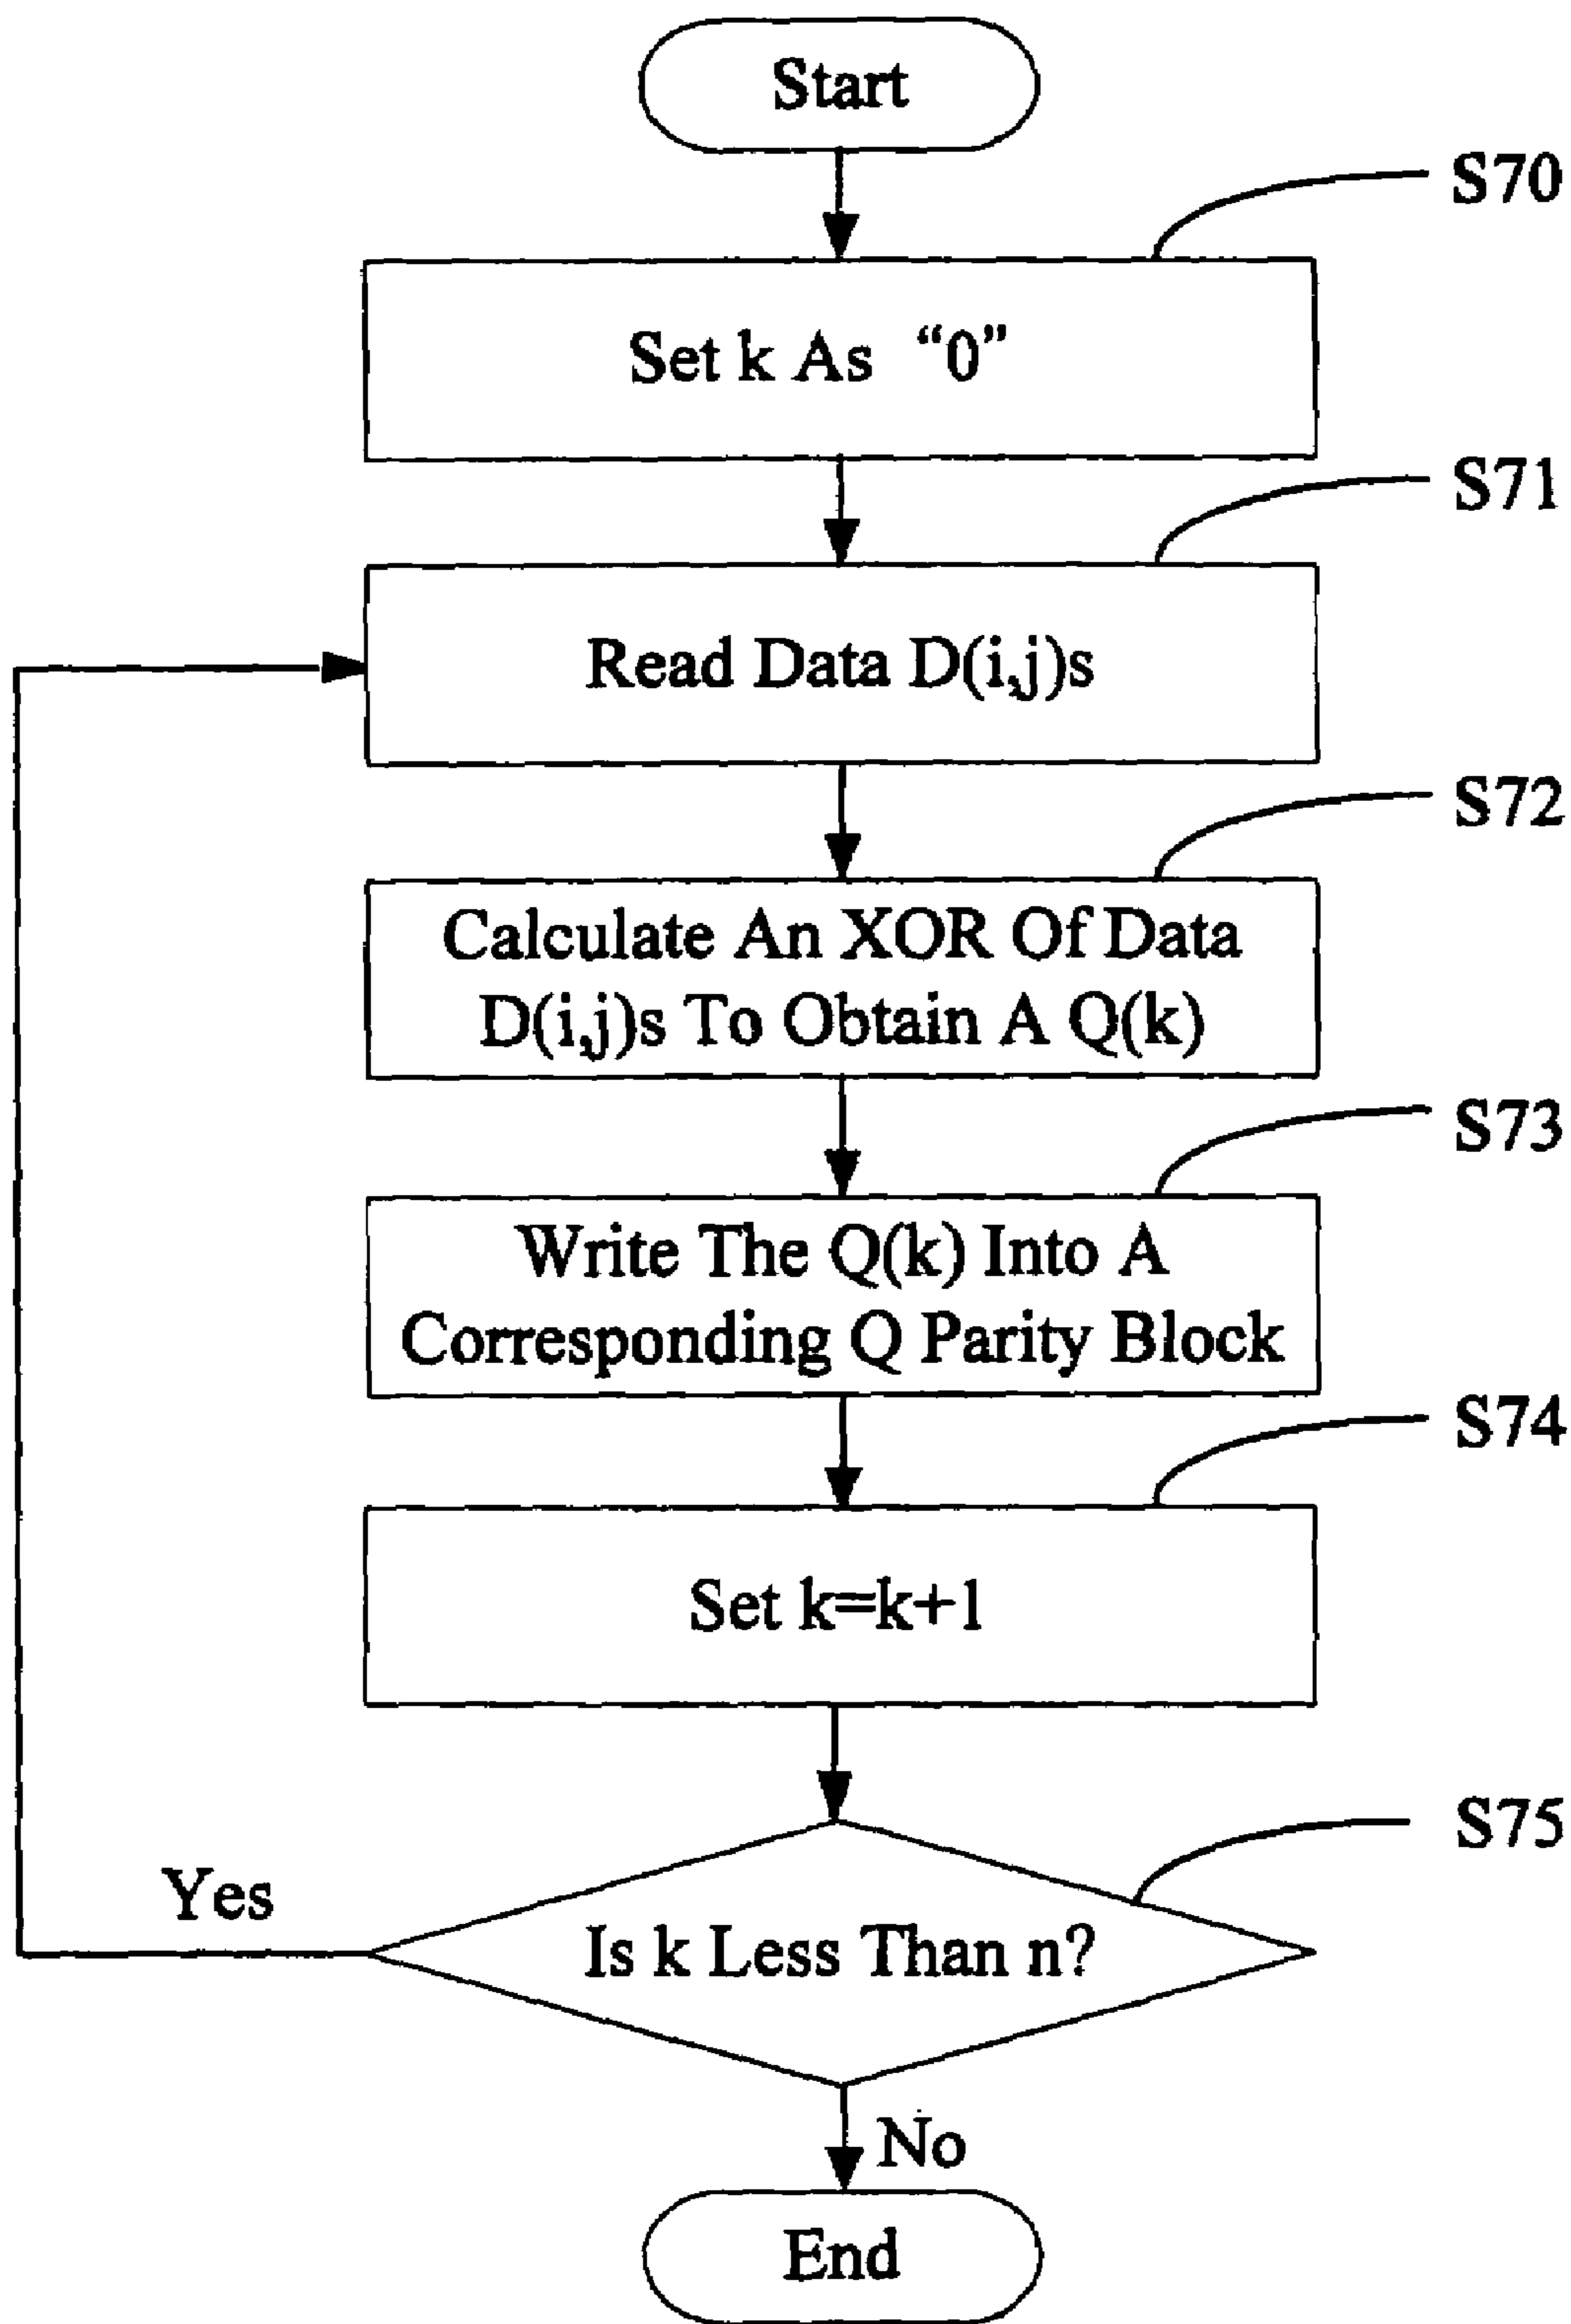 Start
S70
Set k As “0”
S71
Read Data D(i,j)s
S72
Calculate An XOR Of Data
D(i,j)s To Obtain A Q(k)
S73
Write The Q(k) Into A
Corresponding Q Parity Block
S74
Set k=k+1
S75
Yes
Is k Less Than n?
No
End